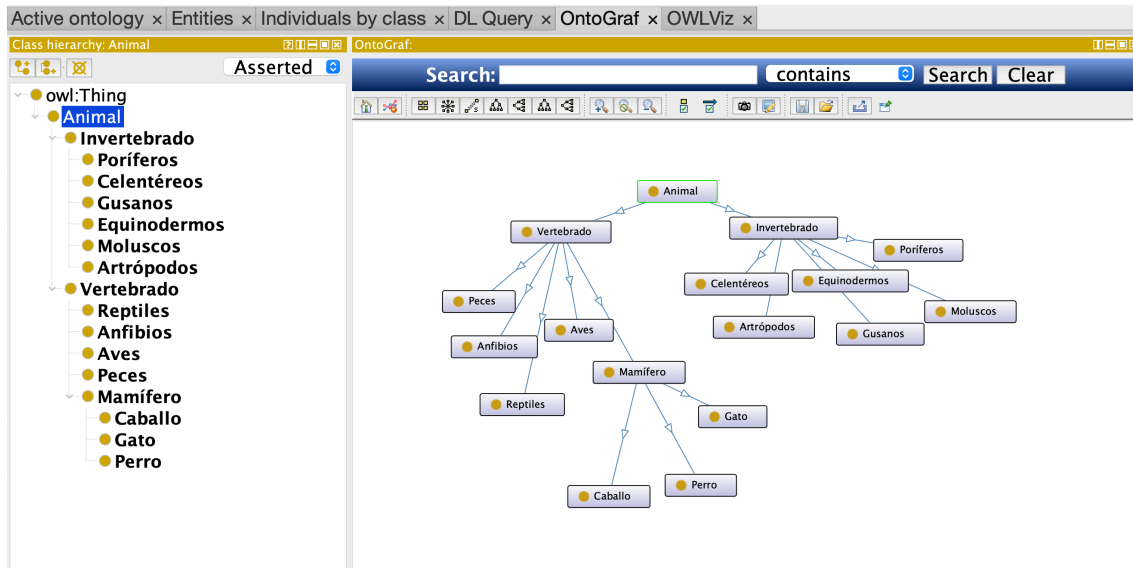 Active ontology × Entities × Individuals by class × DL Query × OntoGraf × OWLViz ×
Class hierarchy: Animal
OntoGraf:
Asserted
Search: contains Search Clear
owl:Thing
Animal
Invertebrado
Poríferos
Celentéreos
Gusanos
Equinodermos
Moluscos
Artrópodos
Vertebrado
Reptiles
Anfibios
Aves
Peces
Mamífero
Caballo
Gato
Perro
Animal
Vertebrado
Invertebrado
Poríferos
Celentéreos
Equinodermos
Peces
Moluscos
Aves
Artrópodos
Gusanos
Anfibios
Mamífero
Reptiles
Gato
Perro
Caballo